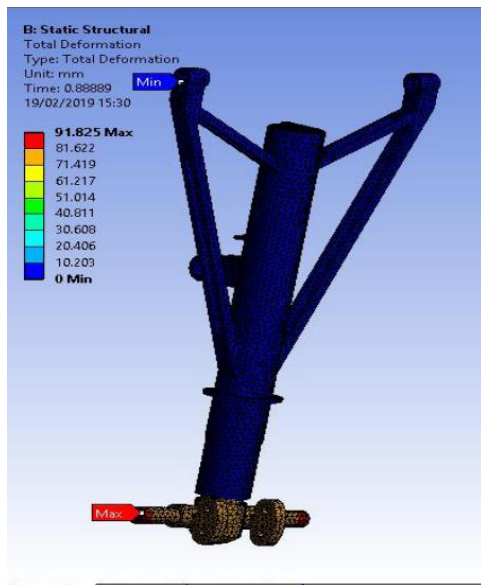 B: Static Structural
Total Deformation
Type: Total Deformation
Unit: mm
Time: 0.88889
19/02/2019 15:30
Min
91.825 Max
81.622
71.419
61.217
51.014
40.811
30.608
20.406
10.203
0 Min
Max